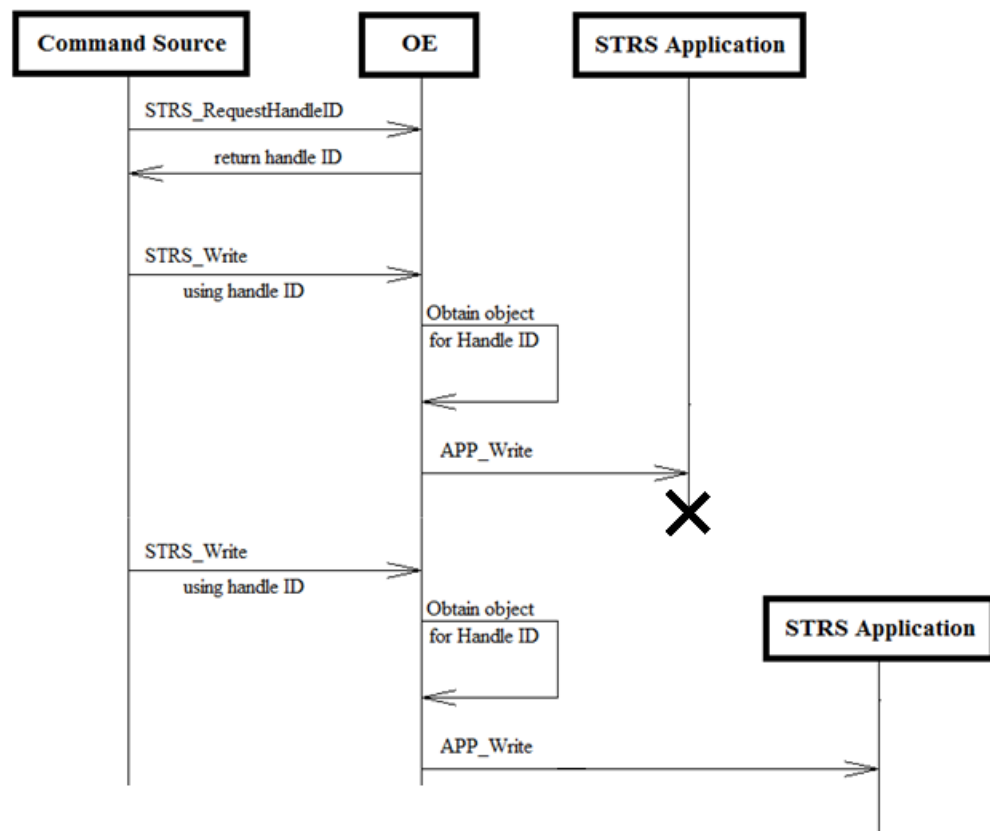 Command Source
OE
STRS Application
STRS_RequestHandleID
return handle ID
STRS_Write
using handle ID
Obtain object
for Handle ID
APP_Write
STRS_Write
using handle ID
Obtain object
for Handle ID
STRS Application
APP_Write